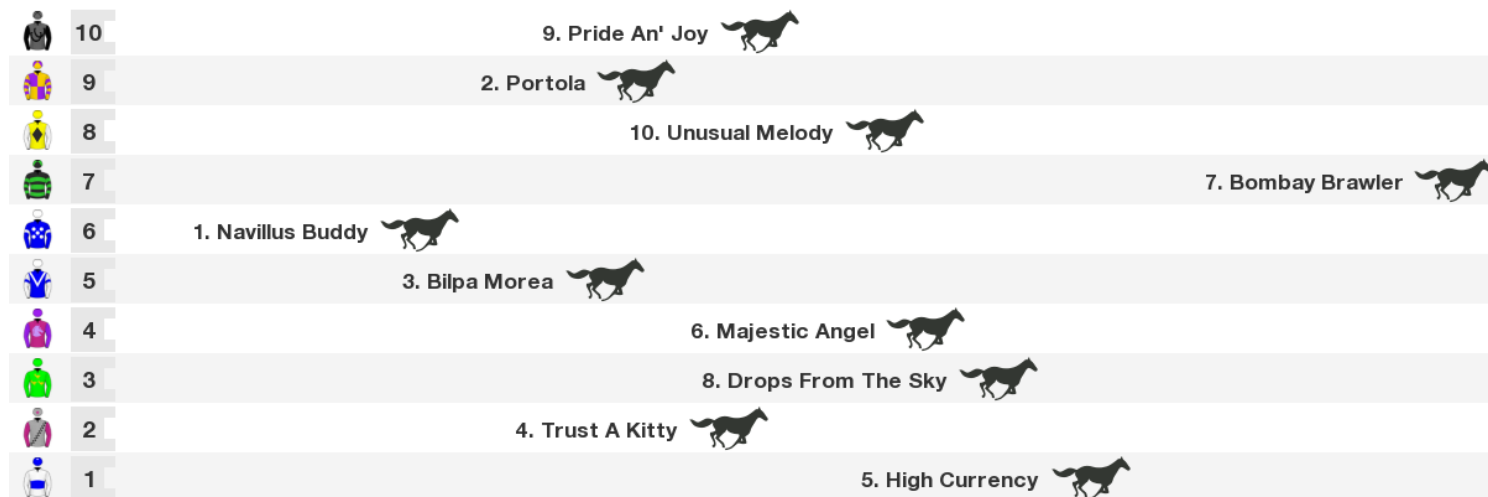 10 9. Pride An' Joy
9 2. Portola
8 10. Unusual Melody
7 7. Bombay Brawler
6 1. Navillus Buddy
5 3. Bilpa Morea
4 6. Majestic Angel
3 8. Drops From The Sky
2 4. Trust A Kitty
1 5. High Currency